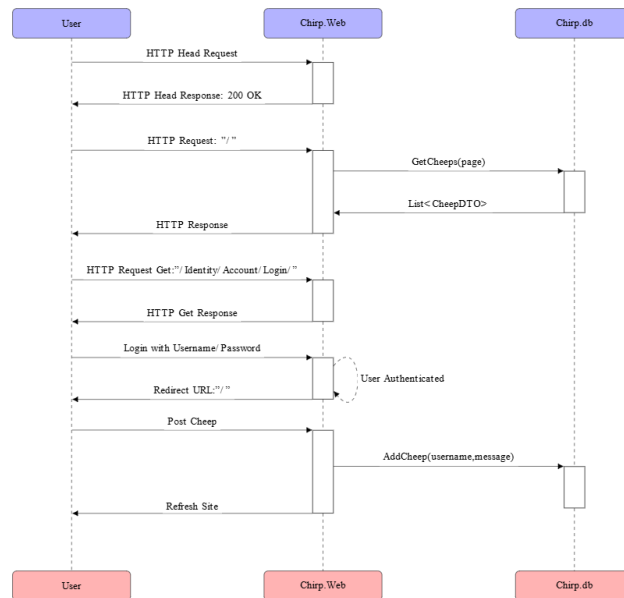 User
Chirp.Web
Chirp.db
HTTP Head Request
HTTP Head Response: 200 OK
HTTP Request: "/ "
GetCheeps(page)
List< CheepDTO>
HTTP Response
HTTP Request Get:"/ Identity/ Account/ Login/ "
HTTP Get Response
Login with Username/ Password
User Authenticated
Redirect URL:"/ "
Post Cheep
AddCheep(username,message)
Refresh Site
User
Chirp.Web
Chirp.db